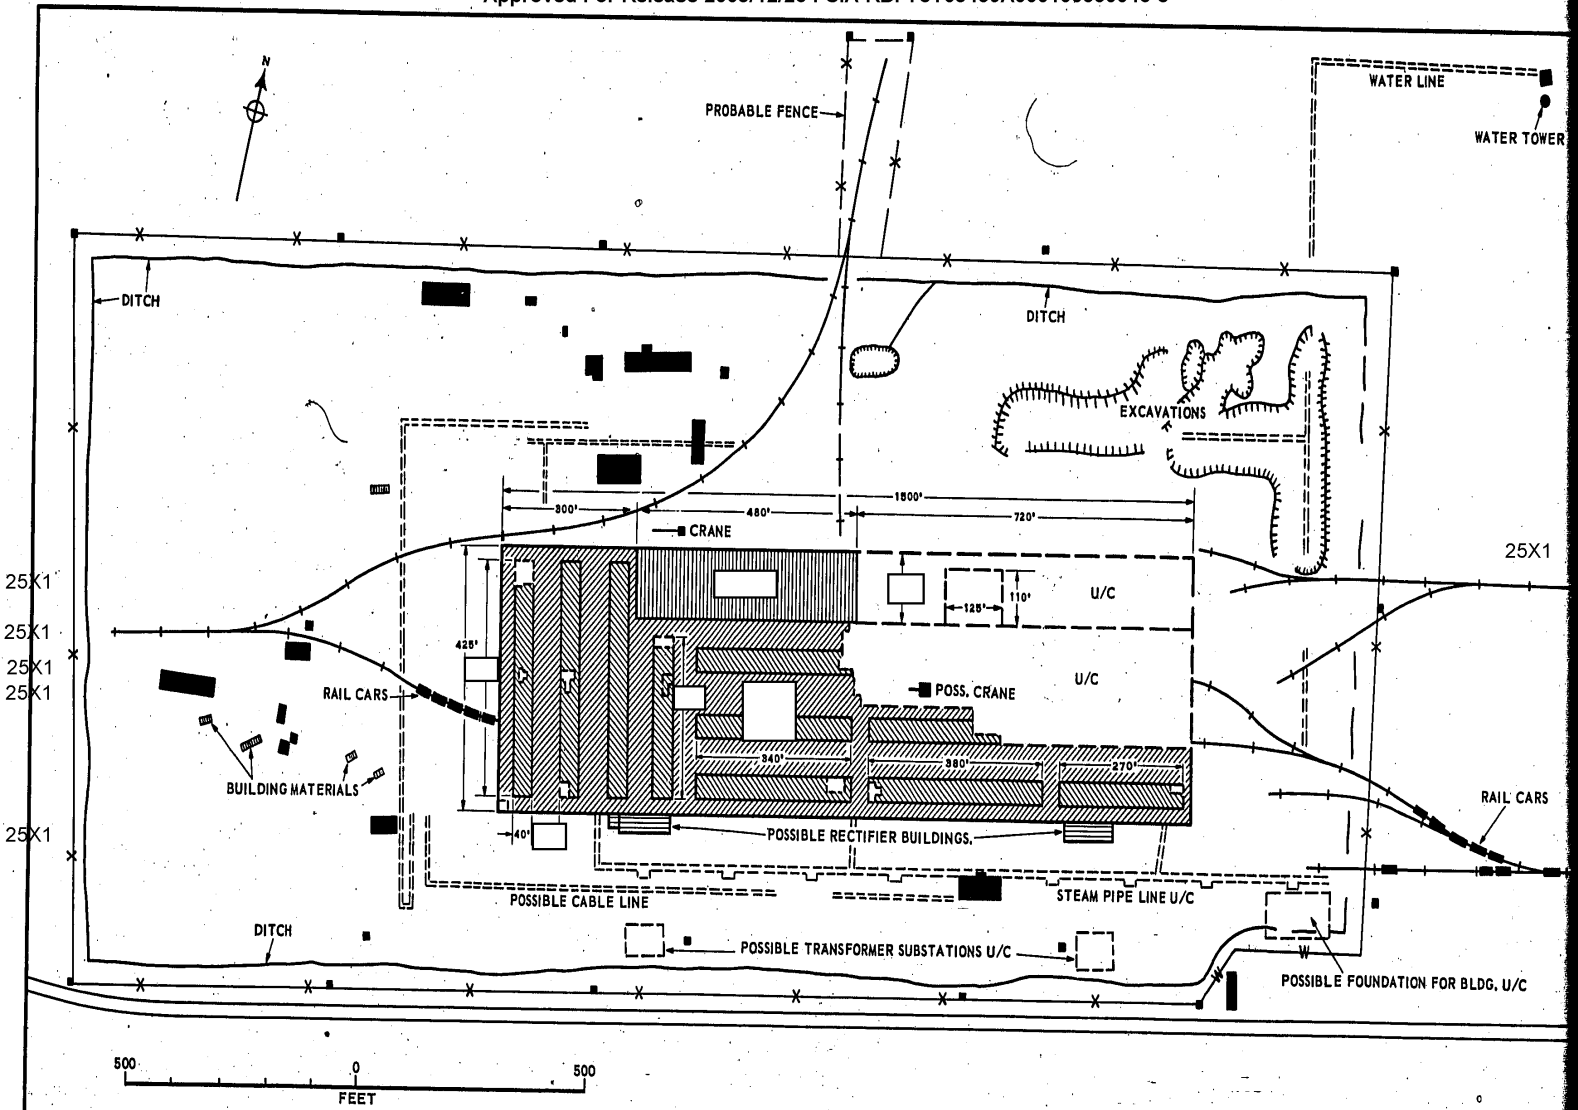 N
WATER LINE
PROBABLE FENCE
WATER TOWER
DITCH
DITCH
EXCAVATIONS
1500'
300'
480'
720'
CRANE
25X1
25X1
110'
125'
U/C
25X1
425'
25X1
25X1
U/C
RAIL CARS
POSS. CRANE
340'
380'
270'
BUILDING MATERIALS
RAIL CARS
25X1
40'
POSSIBLE RECTIFIER BUILDINGS.
POSSIBLE CABLE LINE
STEAM PIPE LINE U/C
DITCH
POSSIBLE TRANSFORMER SUBSTATIONS U/C
POSSIBLE FOUNDATION FOR BLDG. U/C
500
0
500
FEET